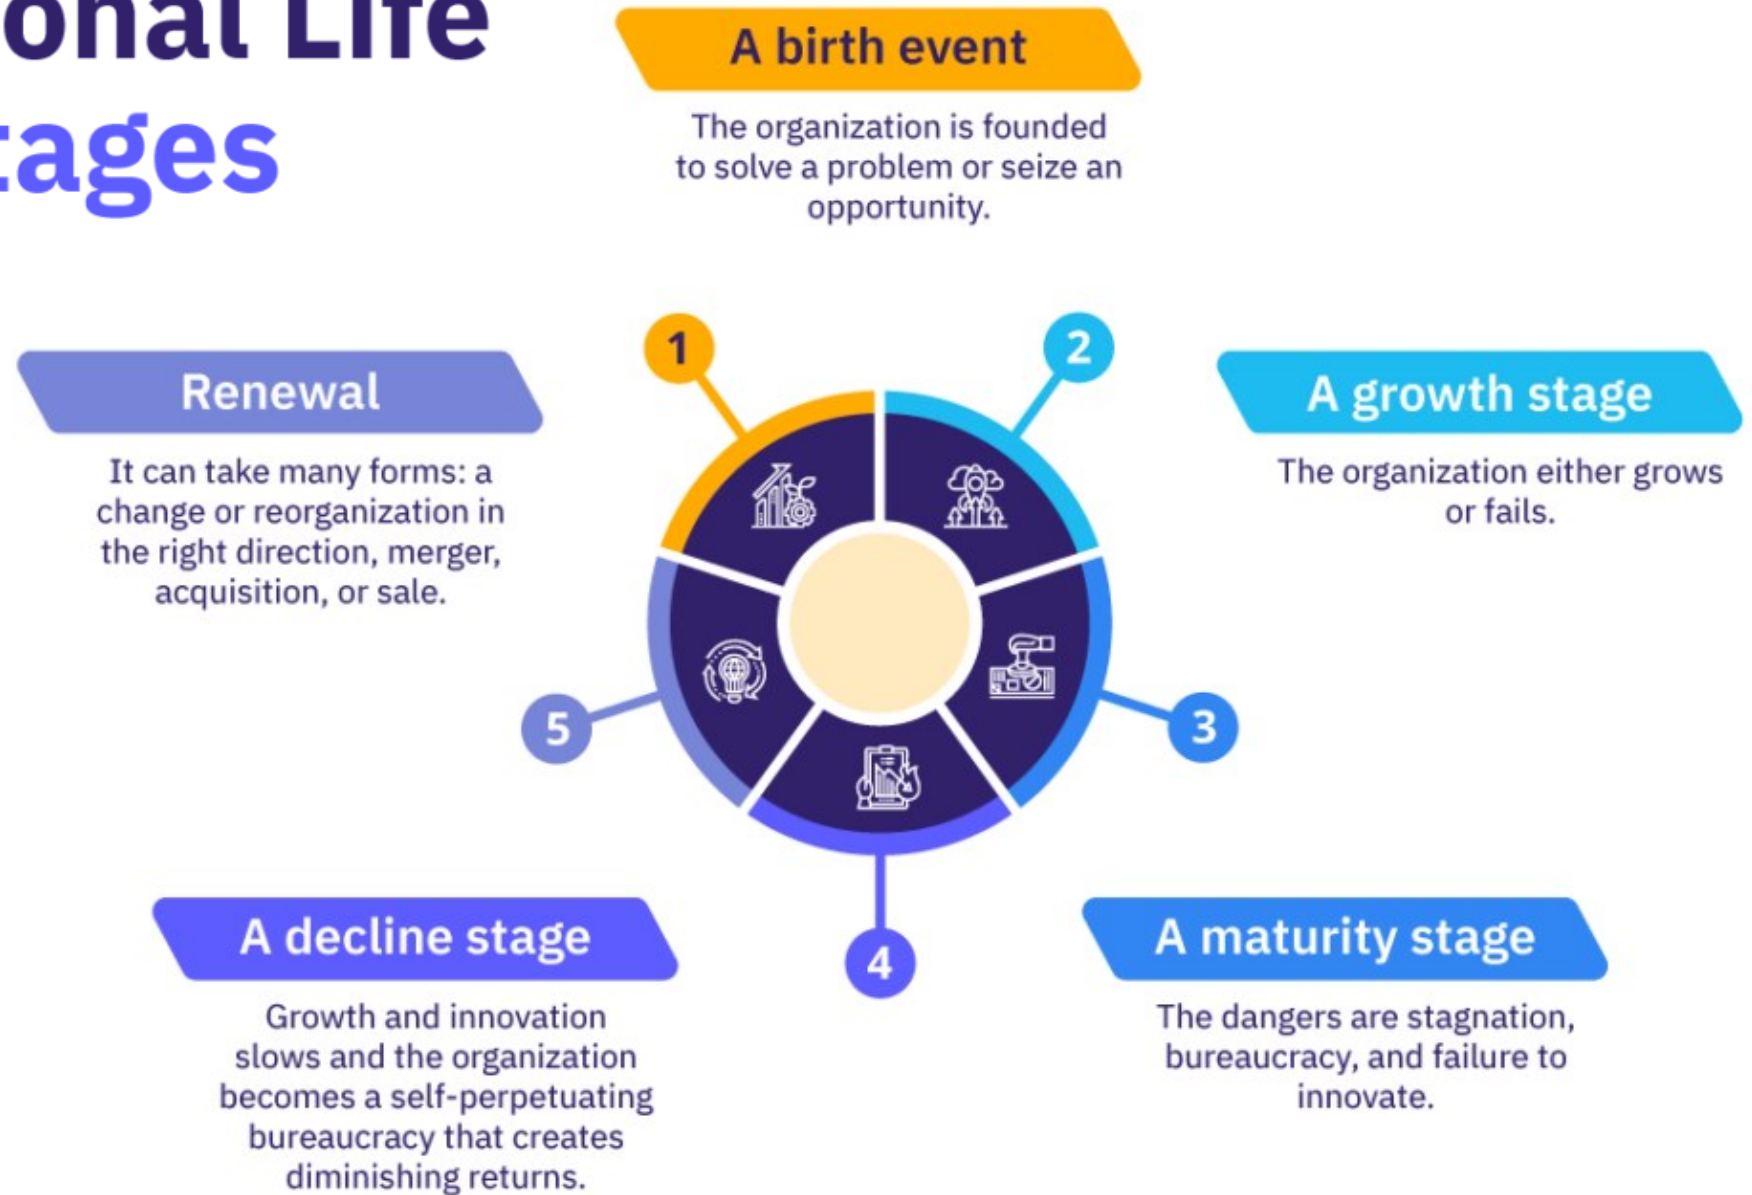 onal Life
tages
A birth event
The organization is founded
to solve a problem or seize an
opportunity.
1
2
A growth stage
The organization either grows
or fails.
3
A maturity stage
The dangers are stagnation,
bureaucracy, and failure to
innovate.
4
A decline stage
Growth and innovation
slows and the organization
becomes a self-perpetuating
bureaucracy that creates
diminishing returns.
5
Renewal
It can take many forms: a
change or reorganization in
the right direction, merger,
acquisition, or sale.